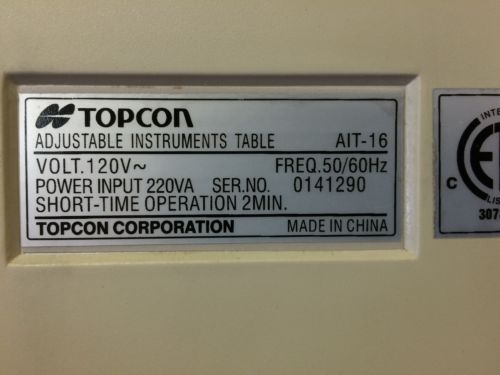 TOPCON
ADJUSTABLE INSTRUMENTS TABLE AIT-16
VOLT.120V~ FREQ.50/60Hz
POWER INPUT 220VA SER.NO. 0141290
SHORT-TIME OPERATION 2MIN.
TOPCON CORPORATION MADE IN CHINA
C
307